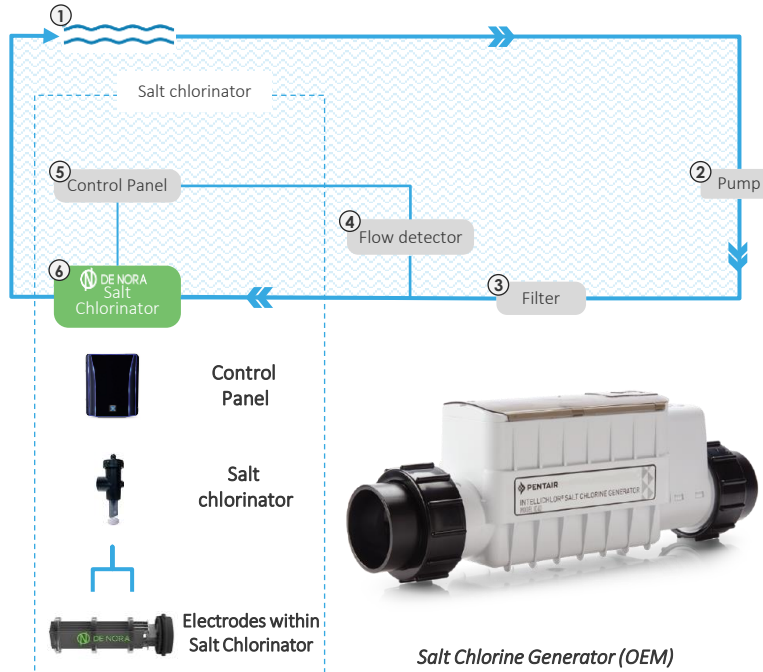 1
Salt chlorinator
5
Control Panel
2
Pump
4
Flow detector
6
DE NORA
Salt
Chlorinator
3
Filter
Control
Panel
Salt
chlorinator
PENTAIR
INTELLICHLOR® SALT CHLORINE GENERATOR
DE NORA
Electrodes within
Salt Chlorinator
Salt Chlorine Generator (OEM)